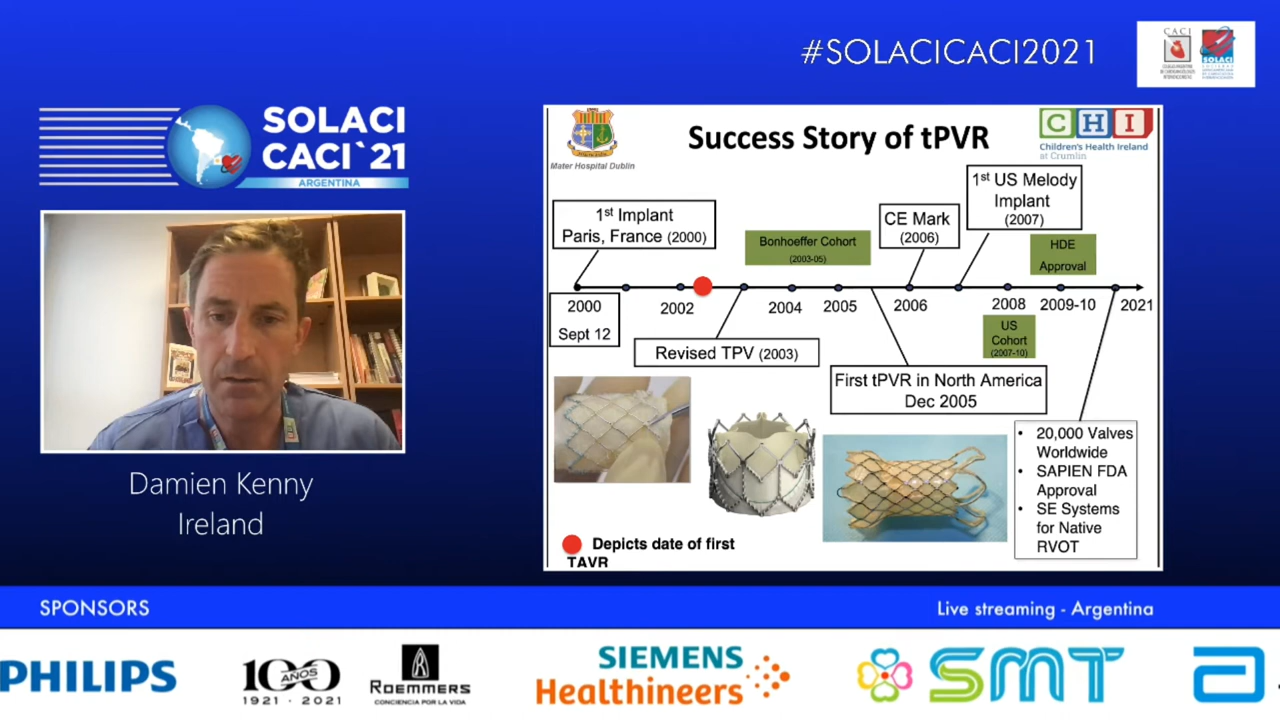 #SOLACICACI2021
CACI
SOLACI
SOLACI
CACI`21
ARGENTINA
Damien Kenny
Ireland
Mater Hospital Dublin
Success Story of tPVR
CHI
Children's Health Ireland
at Crumlin
1st Implant
Paris, France (2000)
Bonhoeffer Cohort
(2003-05)
CE Mark
(2006)
1st US Melody
Implant
(2007)
HDE
Approval
2000
Sept 12
2002
2004
2005
2006
2008
2009-10
2021
Revised TPV (2003)
US
Cohort
(2007-10)
First tPVR in North America
Dec 2005
• 20,000 Valves
Worldwide
• SAPIEN FDA
Approval
• SE Systems
for Native
RVOT
Depicts date of first
TAVR
SPONSORS
Live streaming - Argentina
PHILIPS
100
AÑOS
1921 · 2021
ROEMMERS
CONCIENCIA POR LA VIDA
SIEMENS
Healthineers
SMT